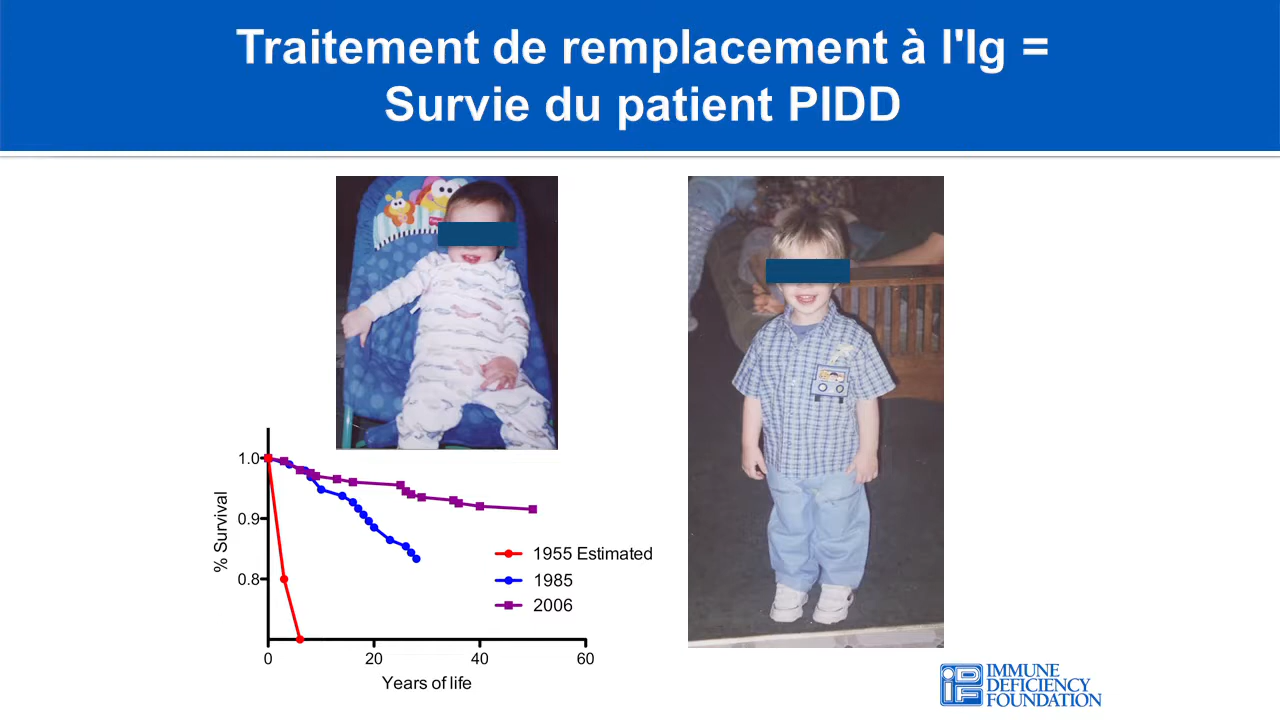 Traitement de remplacement à l'Ig =
Survie du patient PIDD
1.0
0.9
0.8
% Survival
0
20
40
60
Years of life
1955 Estimated
1985
2006
IDF
IMMUNE
DEFICIENCY
FOUNDATION